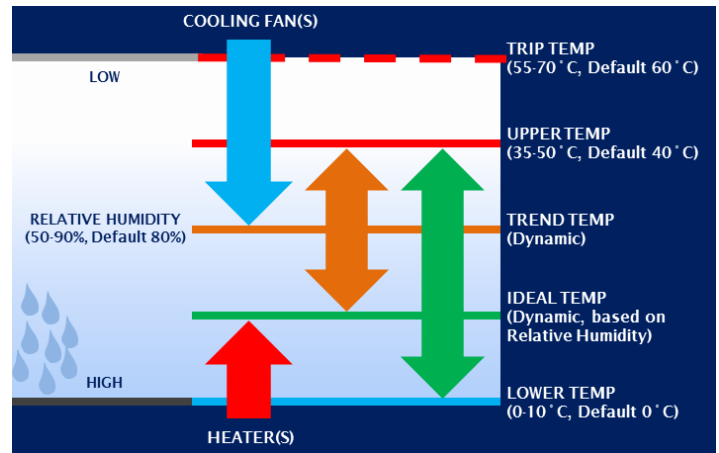 COOLING FAN(S)
TRIP TEMP
(55-70˚C, Default 60˚C)
LOW
UPPER TEMP
(35-50˚C, Default 40˚C)
RELATIVE HUMIDITY
(50-90%, Default 80%)
TREND TEMP
(Dynamic)
IDEAL TEMP
(Dynamic, based on
Relative Humidity)
HIGH
LOWER TEMP
(0-10˚C, Default 0˚C)
HEATER(S)